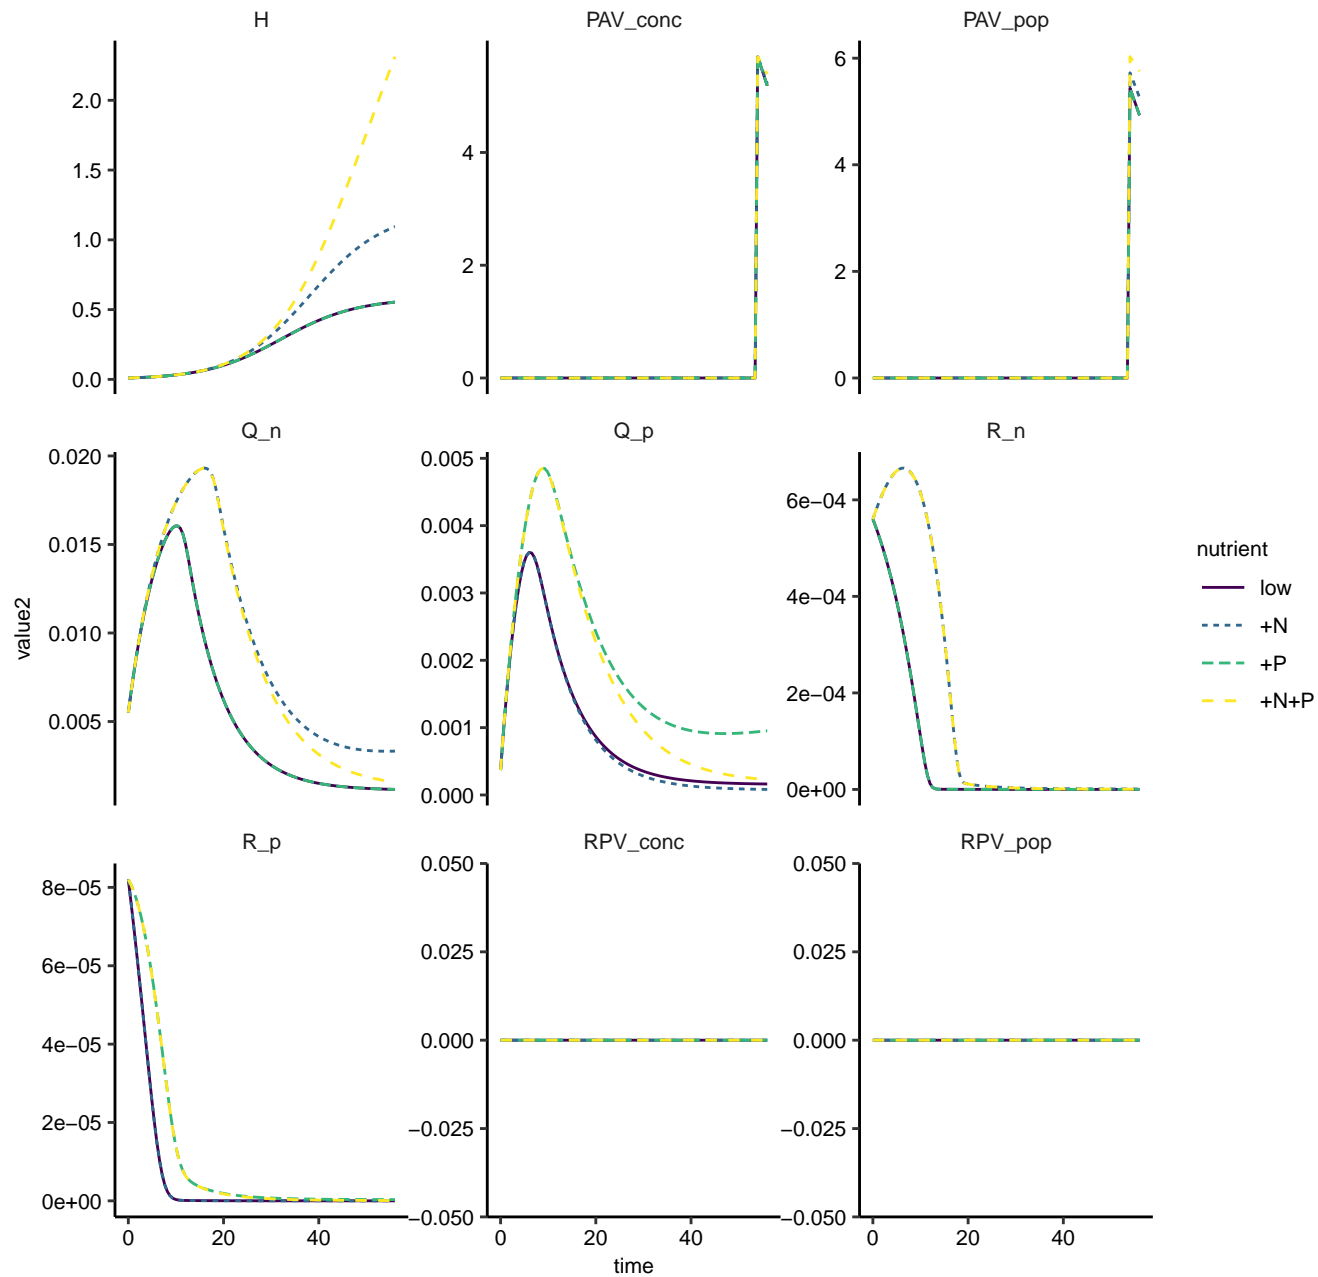 H
PAV_conc
PAV_pop
2.0
1.5
1.0
0.5
0.0
4
2
0
6
4
2
0
Q_n
Q_p
R_n
0.020
0.015
0.010
0.005
0.005
0.004
0.003
0.002
0.001
0.000
6e−04
4e−04
2e−04
0e+00
R_p
RPV_conc
RPV_pop
8e−05
6e−05
4e−05
2e−05
0e+00
0.050
0.025
0.000
−0.025
−0.050
0.050
0.025
0.000
−0.025
−0.050
0 20 40
0 20 40
0 20 40
time
value2
nutrient
low
+N
+P
+N+P